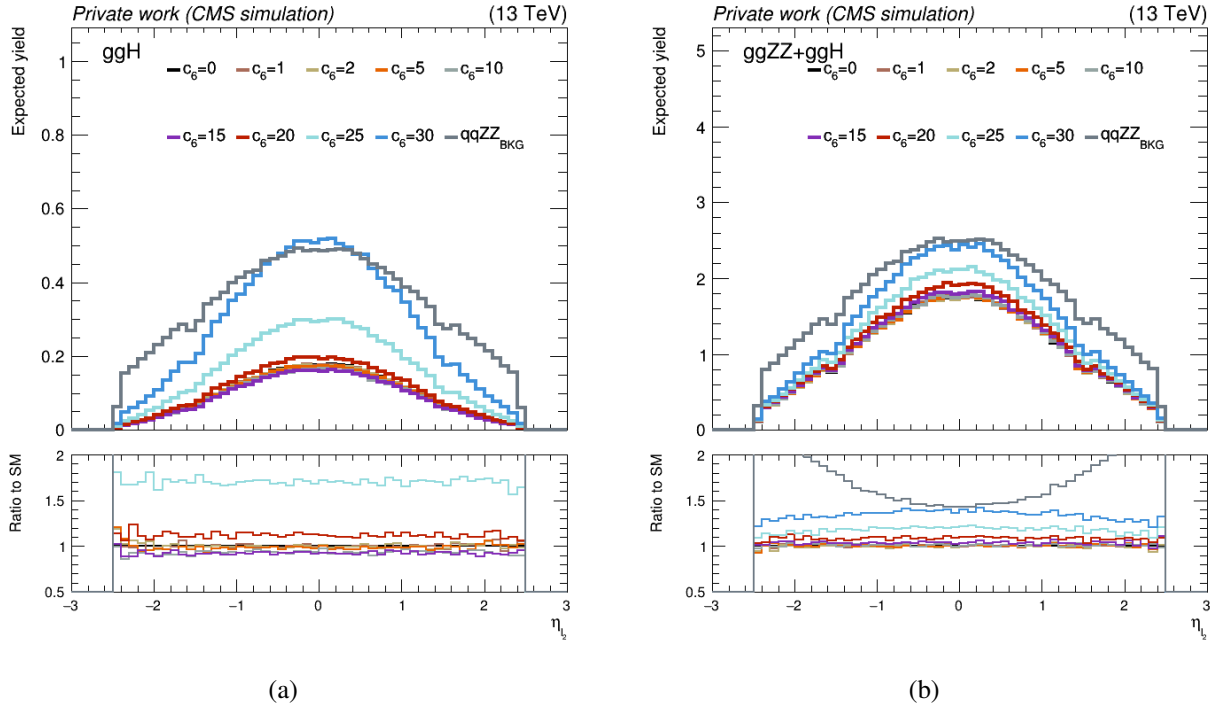 Private work (CMS simulation) (13 TeV)
Expected yield
ggH
c6=0 c6=1 c6=2 c6=5 c6=10
c6=15 c6=20 c6=25 c6=30 qqZZBKG
1
0.8
0.6
0.4
0.2
0
Ratio to SM
2
1.5
1
0.5
−3 −2 −1 0 1 2 3
ηl2
(a)
Private work (CMS simulation) (13 TeV)
Expected yield
ggZZ+ggH
c6=0 c6=1 c6=2 c6=5 c6=10
c6=15 c6=20 c6=25 c6=30 qqZZBKG
5
4
3
2
1
0
Ratio to SM
2
1.5
1
0.5
−3 −2 −1 0 1 2 3
ηl2
(b)